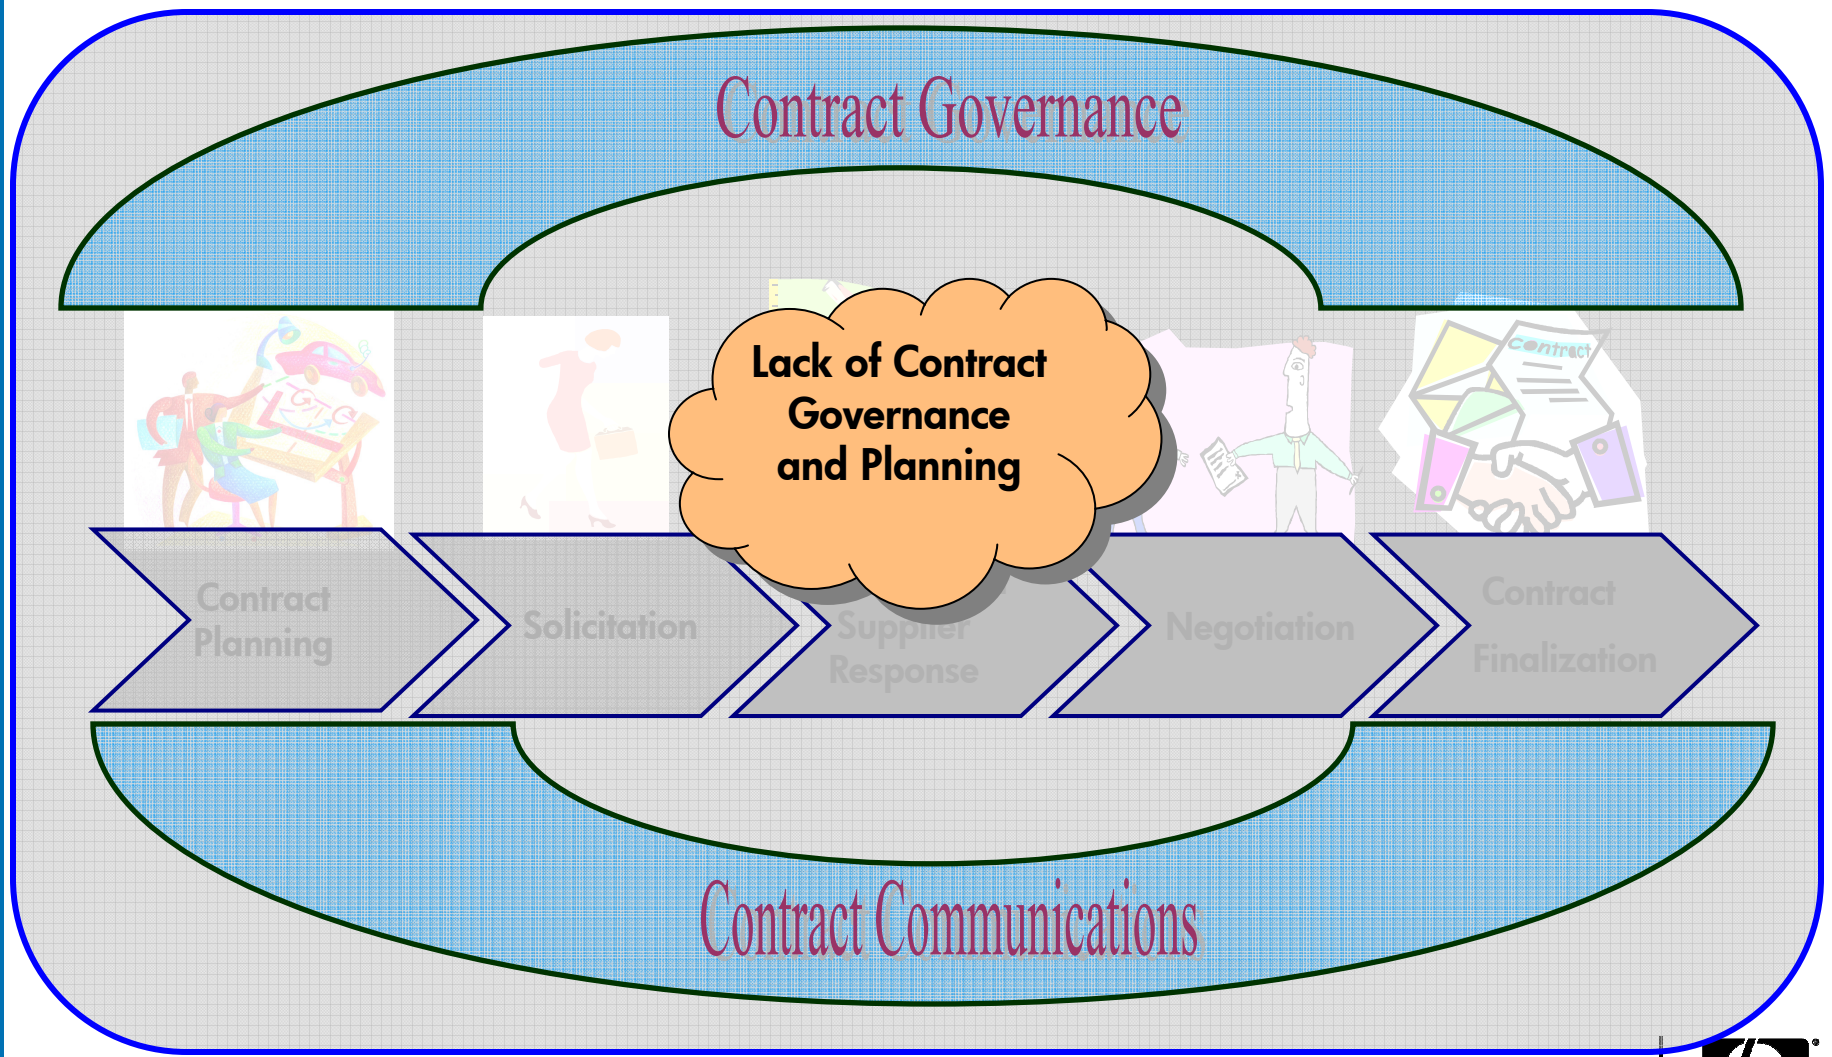 Contract Governance
contract
Lack of Contract
Governance
and Planning
Contract
Planning
Solicitation
Supplier
Response
Negotiation
Contract
Finalization
Contract Communications